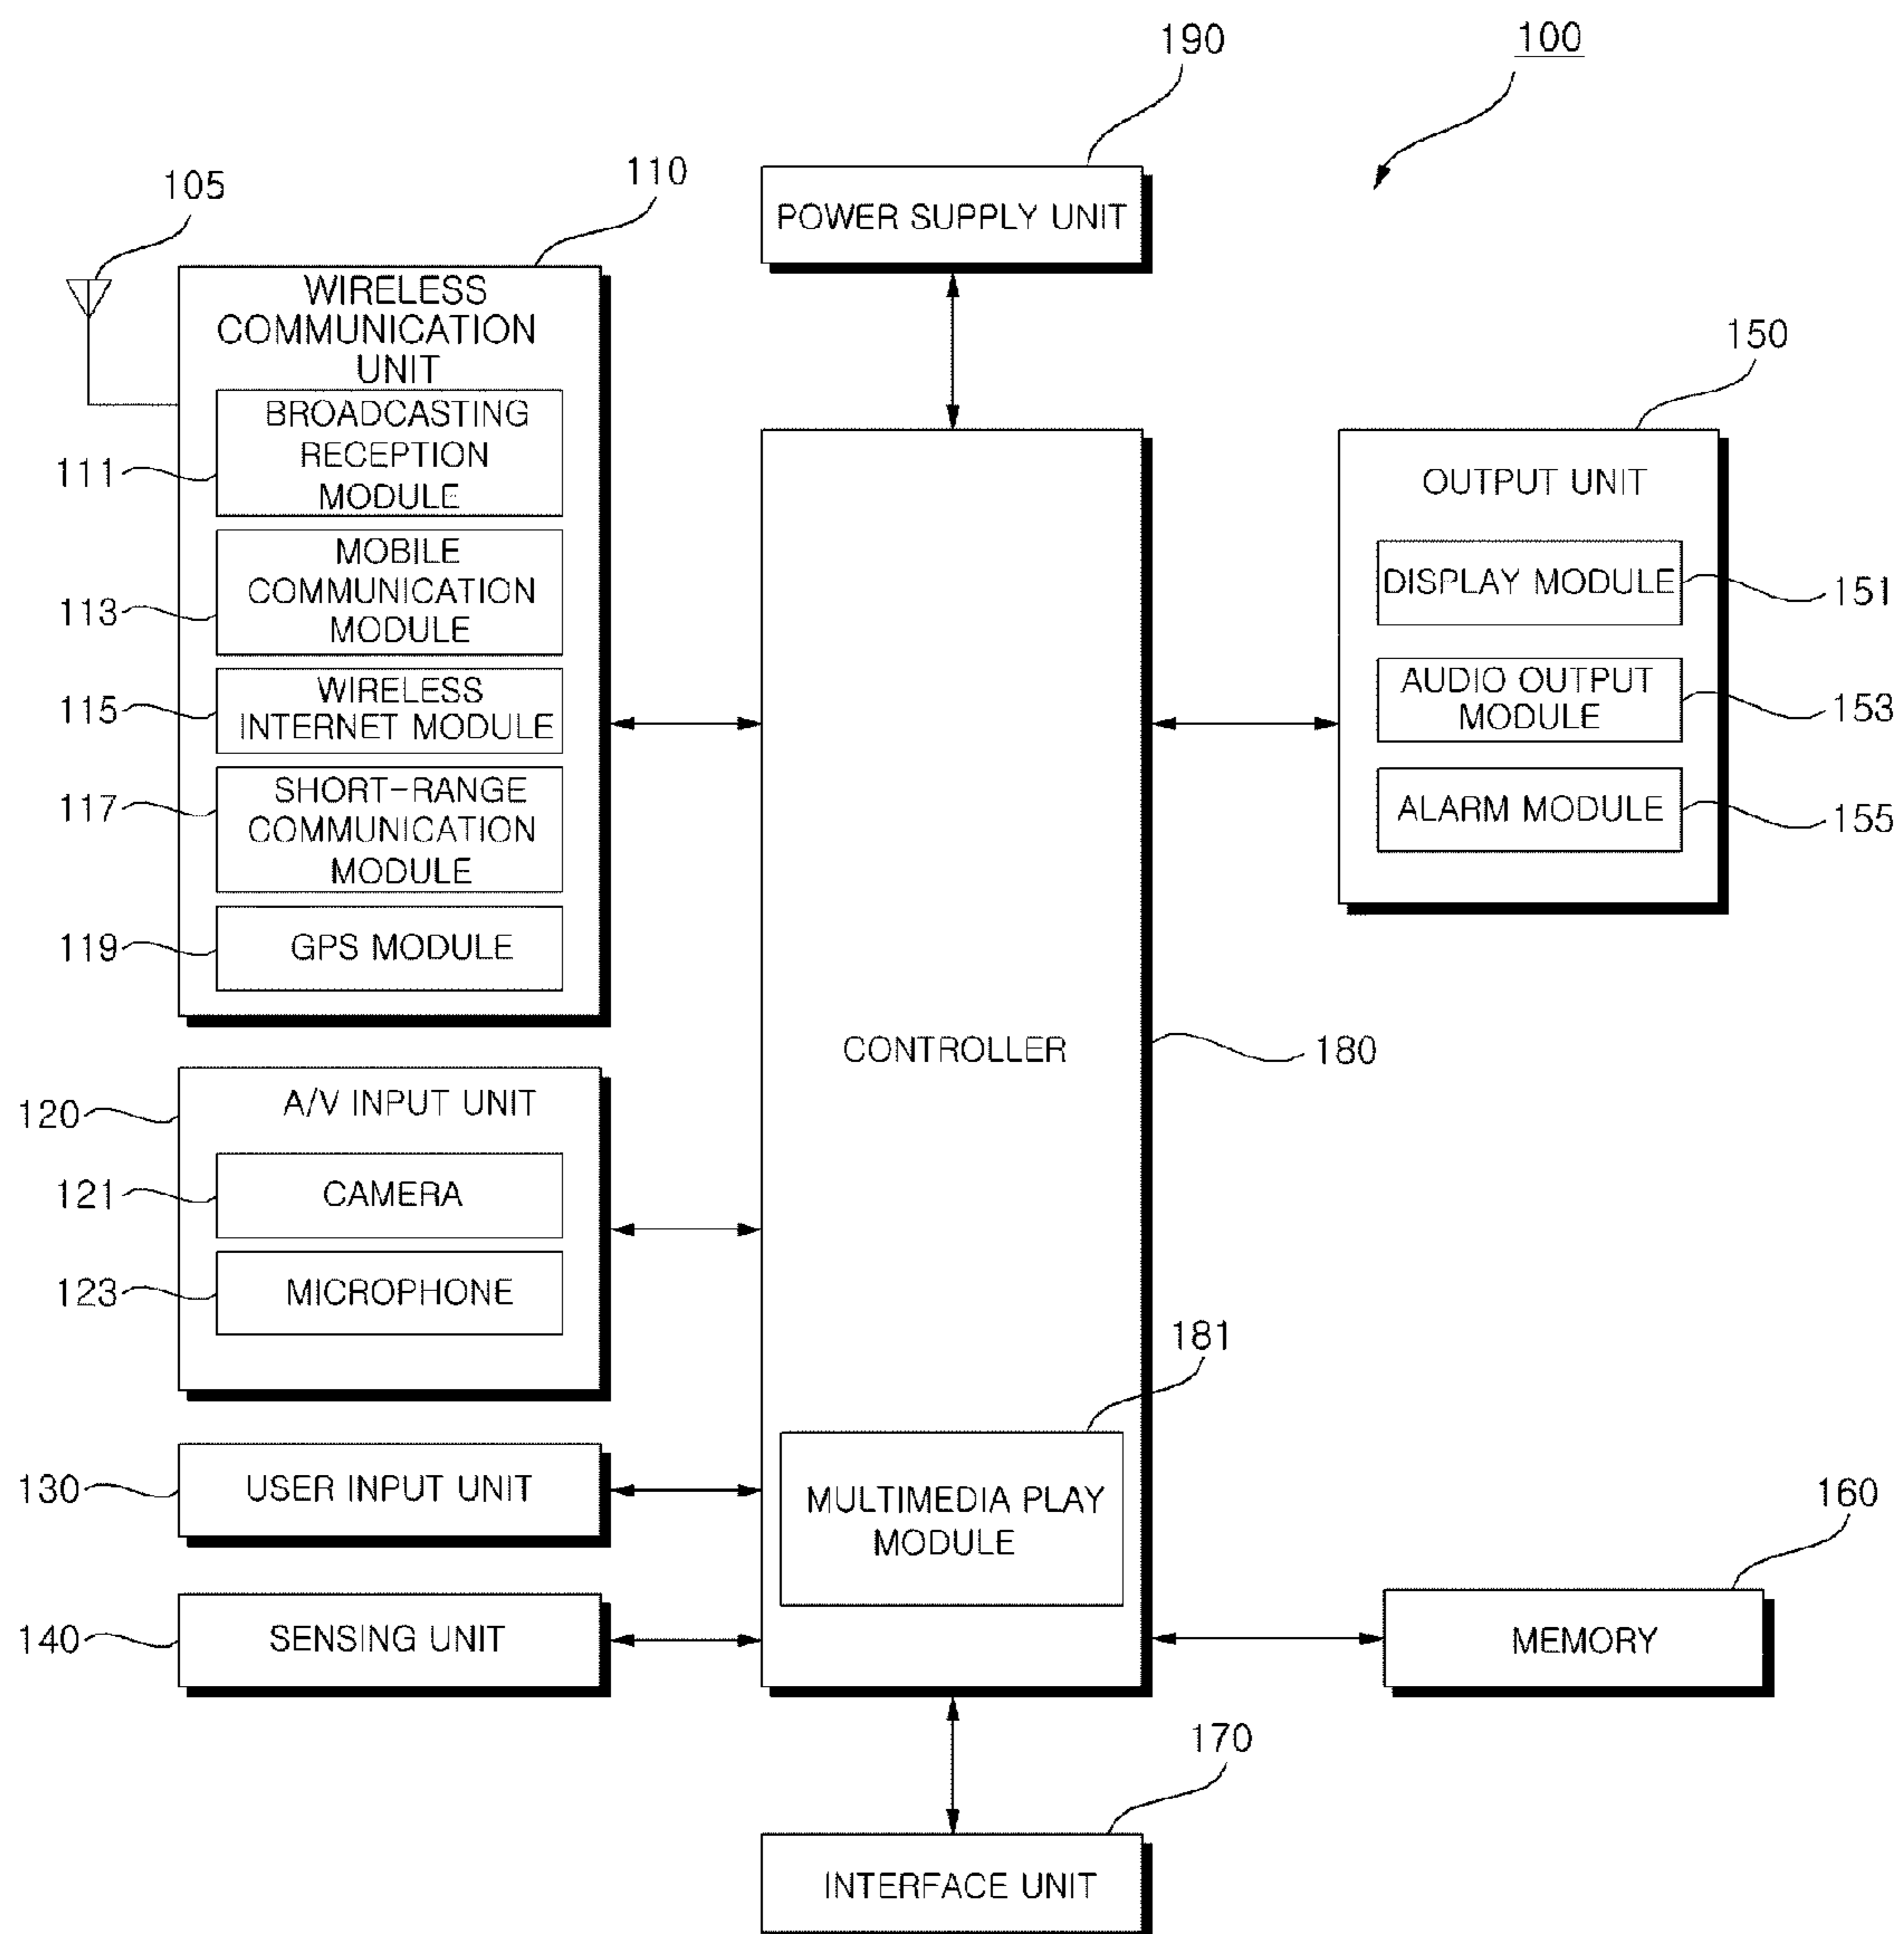 100
190
POWER SUPPLY UNIT
105
110
WIRELESS
COMMUNICATION
UNIT
BROADCASTING
RECEPTION
MODULE
111
MOBILE
COMMUNICATION
MODULE
113
WIRELESS
INTERNET MODULE
115
SHORT-RANGE
COMMUNICATION
MODULE
117
GPS MODULE
119
120
A/V INPUT UNIT
CAMERA
121
MICROPHONE
123
130
USER INPUT UNIT
140
SENSING UNIT
CONTROLLER
180
181
MULTIMEDIA PLAY
MODULE
150
OUTPUT UNIT
DISPLAY MODULE
151
AUDIO OUTPUT
MODULE
153
ALARM MODULE
155
160
MEMORY
170
INTERFACE UNIT